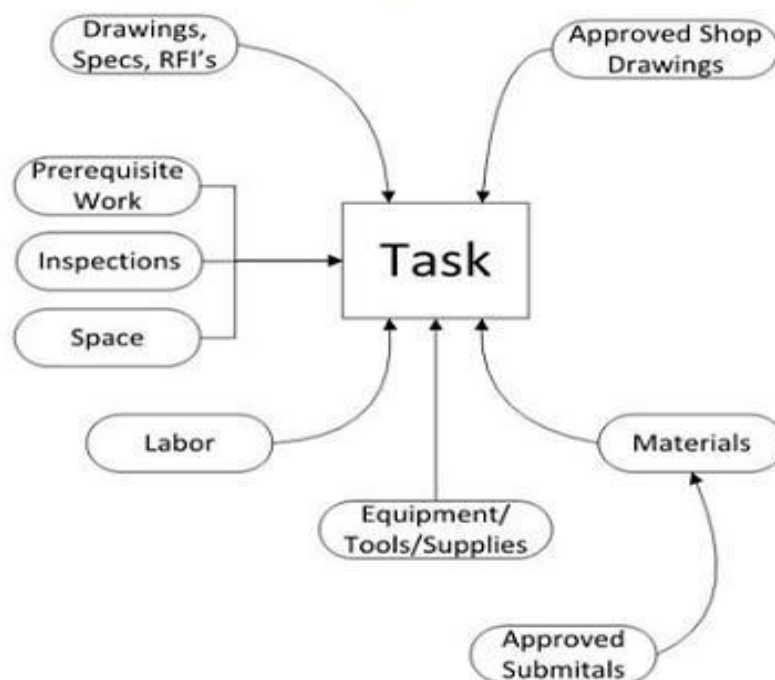 Drawings,
Specs, RFI's
Approved Shop
Drawings
Prerequisite
Work
Inspections
Space
Task
Labor
Materials
Equipment/
Tools/Supplies
Approved
Submitals